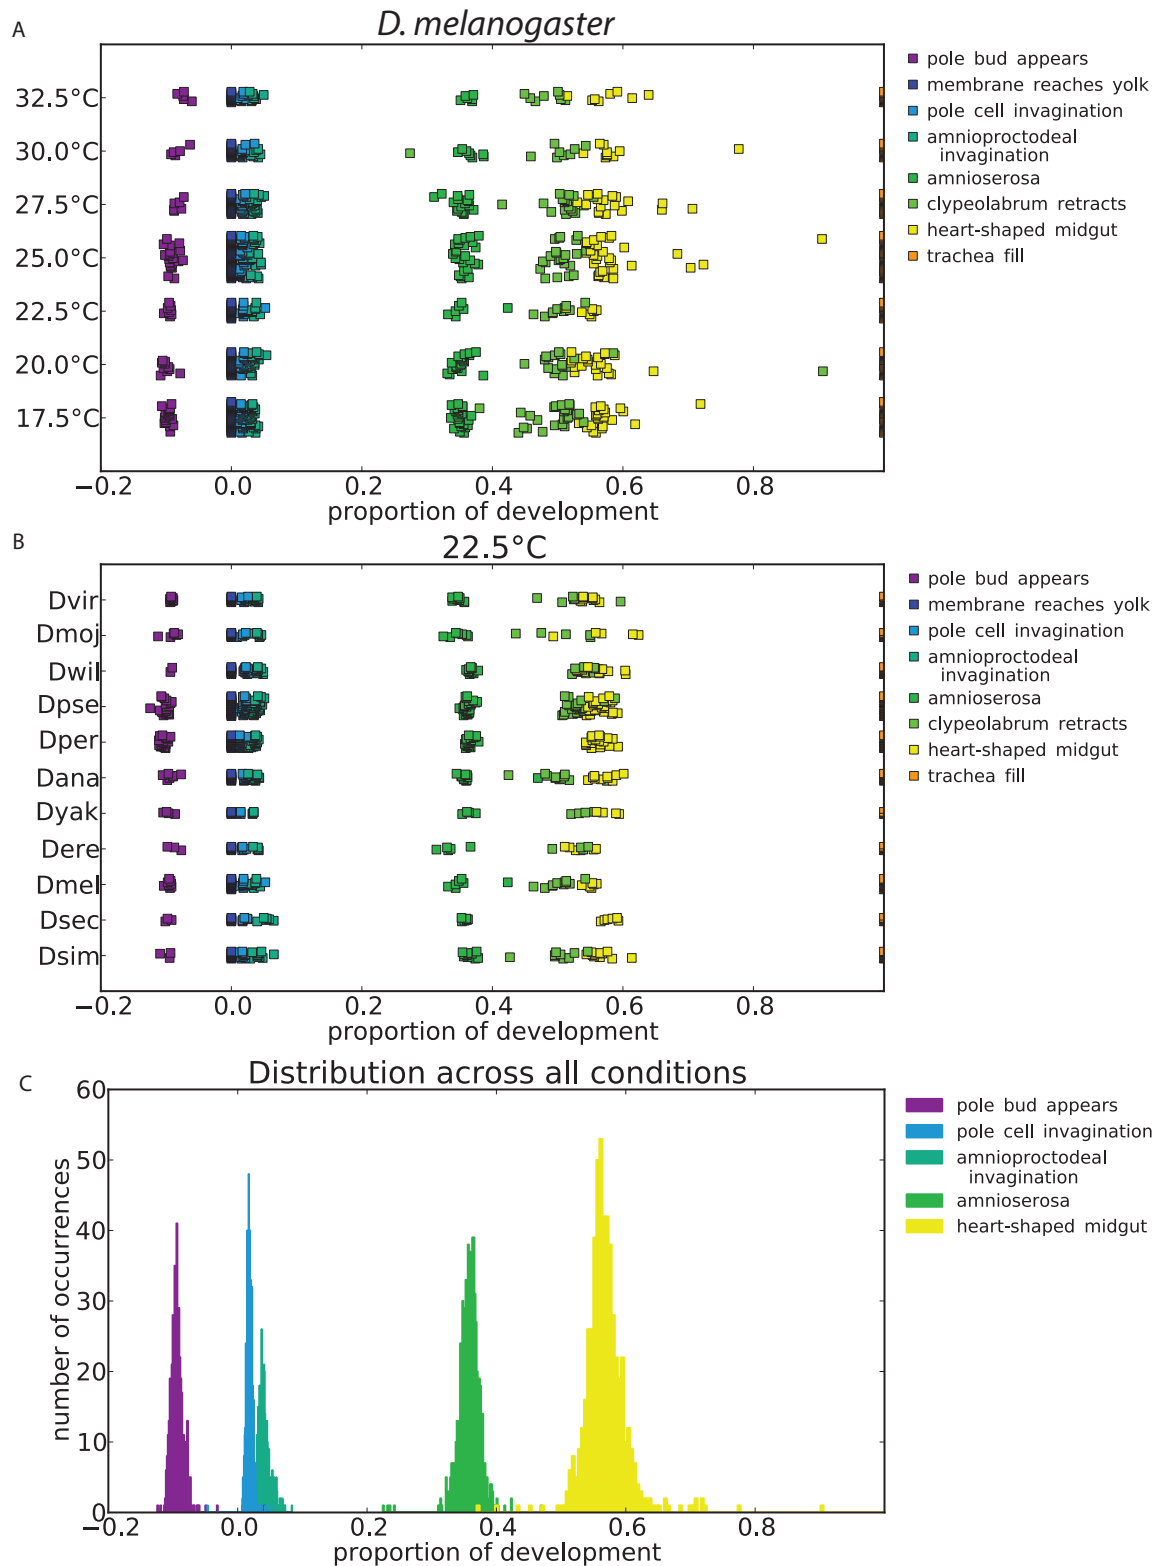 A
D. melanogaster
32.5°C
30.0°C
27.5°C
25.0°C
22.5°C
20.0°C
17.5°C
−0.2
0.0
0.2
0.4
0.6
0.8
proportion of development
pole bud appears
membrane reaches yolk
pole cell invagination
amnioproctodeal
invagination
amnioserosa
clypeolabrum retracts
heart-shaped midgut
trachea fill
B
22.5°C
Dvir
Dmoj
Dwil
Dpse
Dper
Dana
Dyak
Dere
Dmel
Dsec
Dsim
−0.2
0.0
0.2
0.4
0.6
0.8
proportion of development
pole bud appears
membrane reaches yolk
pole cell invagination
amnioproctodeal
invagination
amnioserosa
clypeolabrum retracts
heart-shaped midgut
trachea fill
C
Distribution across all conditions
number of occurrences
60
50
40
30
20
10
0
−0.2
0.0
0.2
0.4
0.6
0.8
proportion of development
pole bud appears
pole cell invagination
amnioproctodeal
invagination
amnioserosa
heart-shaped midgut